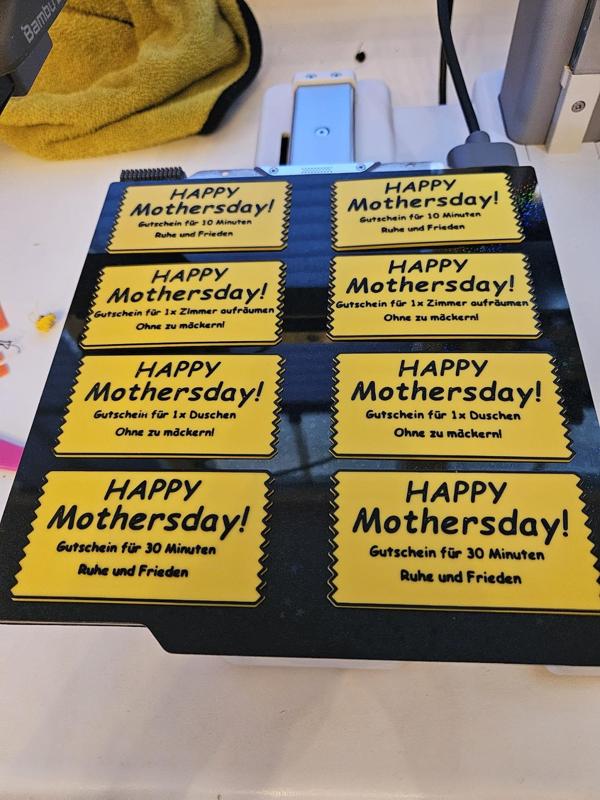 Bambu
HAPPY
Mothersday!
Gutschein für 10 Minuten
Ruhe und Frieden
HAPPY
Mothersday!
Gutschein für 10 Minuten
Ruhe und Frieden
HAPPY
Mothersday!
Gutschein für 1x Zimmer aufräumen
Ohne zu mäckern!
HAPPY
Mothersday!
Gutschein für 1x Zimmer aufräumen
Ohne zu mäckern!
HAPPY
Mothersday!
Gutschein für 1x Duschen
Ohne zu mäckern!
HAPPY
Mothersday!
Gutschein für 1x Duschen
Ohne zu mäckern!
HAPPY
Mothersday!
Gutschein für 30 Minuten
Ruhe und Frieden
HAPPY
Mothersday!
Gutschein für 30 Minuten
Ruhe und Frieden